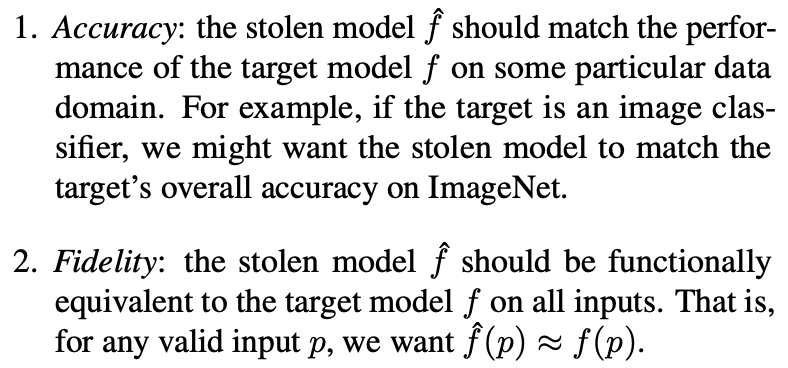 1. Accuracy: the stolen model f̂ should match the perfor-
mance of the target model f on some particular data
domain. For example, if the target is an image clas-
sifier, we might want the stolen model to match the
target’s overall accuracy on ImageNet.
2. Fidelity: the stolen model f̂ should be functionally
equivalent to the target model f on all inputs. That is,
for any valid input p, we want f̂(p) ≈ f(p).